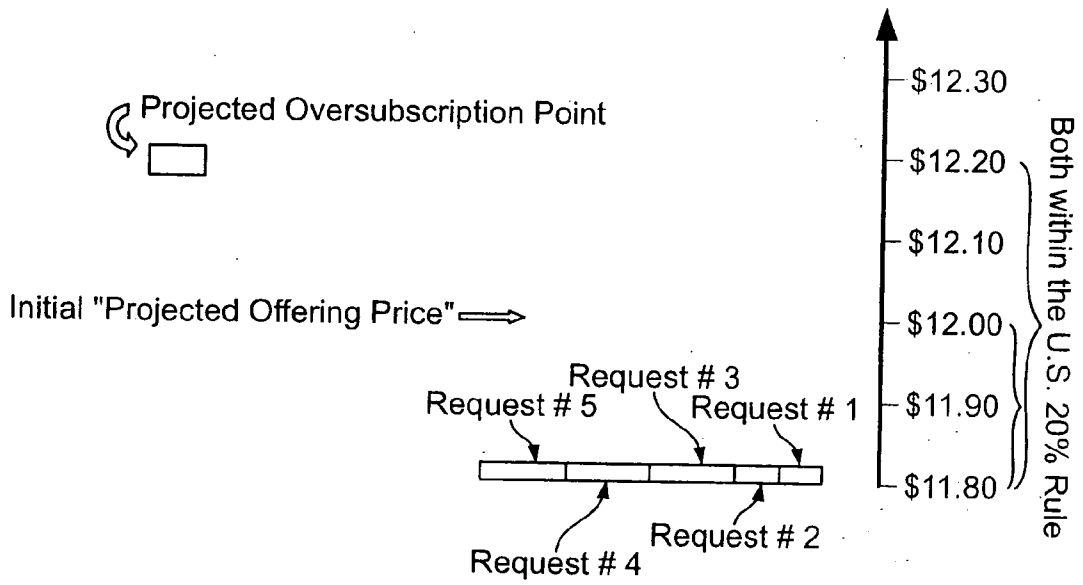 $12.30
Projected Oversubscription Point
$12.20
$12.10
Initial "Projected Offering Price"
$12.00
Request # 3
Request # 5
Request # 1
$11.90
$11.80
Request # 2
Request # 4
Both within the U.S. 20% Rule